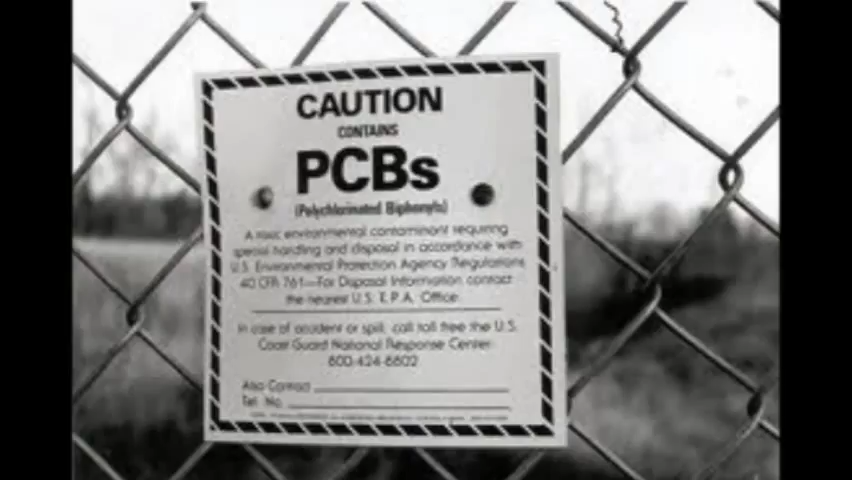 CAUTION
CONTAINS
PCBs
(Polychlorinated Biphenyls)
A toxic environmental contaminant requiring
special handling and disposal in accordance with
U.S. Environmental Protection Agency Regulations
40 CFR 761—For Disposal Information contact
the nearest U.S. E.P.A. Office.
In case of accident or spill, call toll free the U.S.
Coast Guard National Response Center:
800-424-8802
Also Contact
Tel. No.